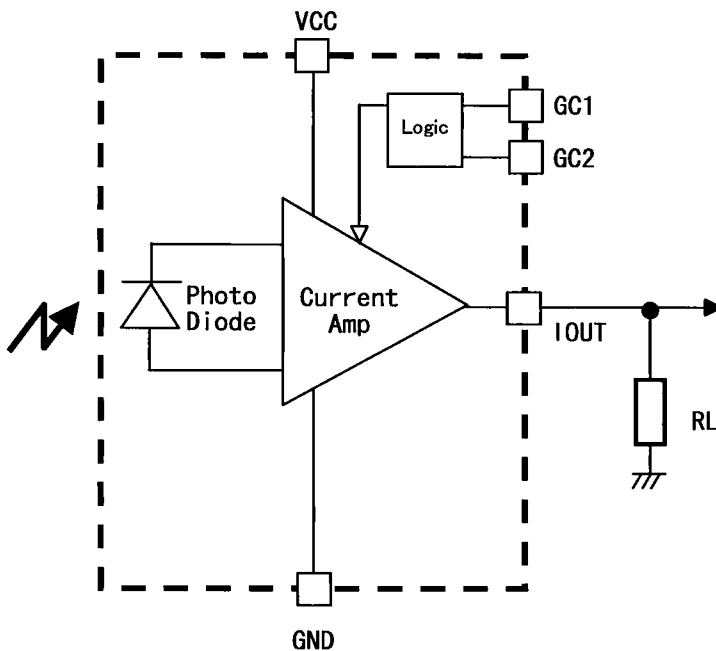 VCC
GC1
Logic
GC2
Photo
Diode
Current
Amp
IOUT
RL
GND